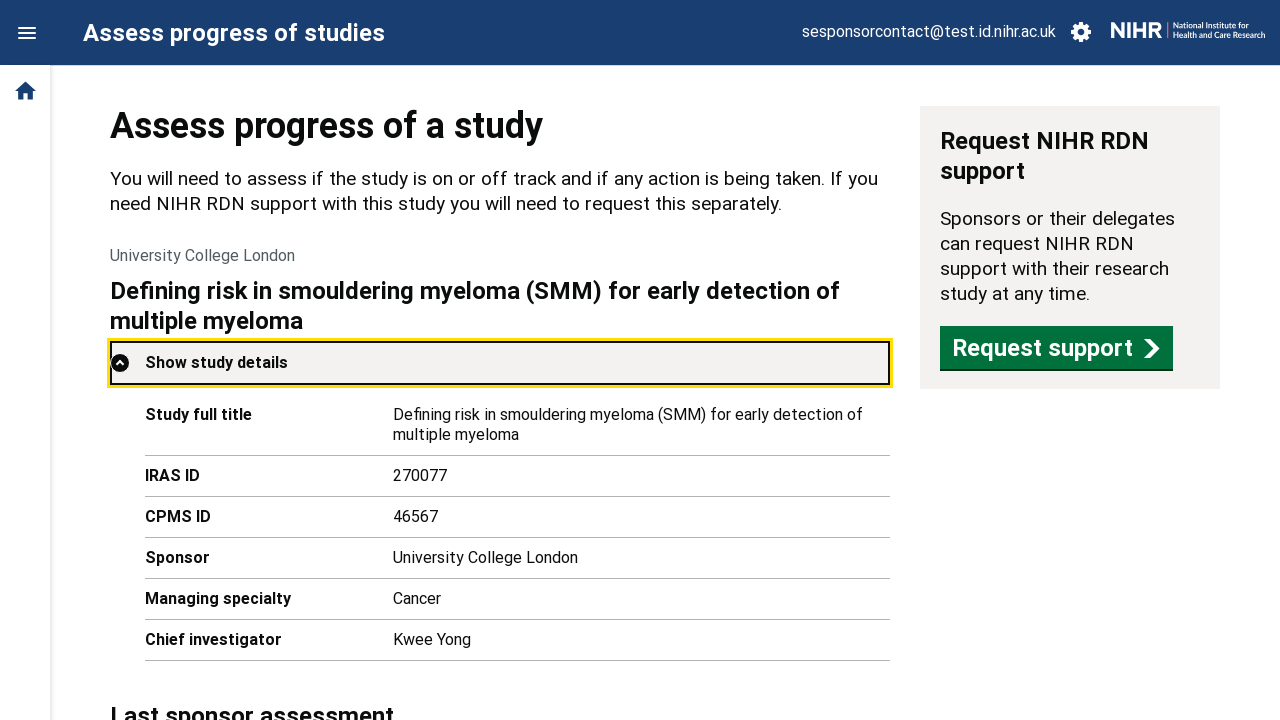 Assess progress of studies
sesponsorcontact@test.id.nihr.ac.uk
NIHR National Institute for
Health and Care Research
Assess progress of a study
You will need to assess if the study is on or off track and if any action is being taken. If you
need NIHR RDN support with this study you will need to request this separately.
University College London
Defining risk in smouldering myeloma (SMM) for early detection of
multiple myeloma
Show study details
Study full title Defining risk in smouldering myeloma (SMM) for early detection of
multiple myeloma
IRAS ID 270077
CPMS ID 46567
Sponsor University College London
Managing specialty Cancer
Chief investigator Kwee Yong
Last sponsor assessment
Request NIHR RDN
support
Sponsors or their delegates
can request NIHR RDN
support with their research
study at any time.
Request support